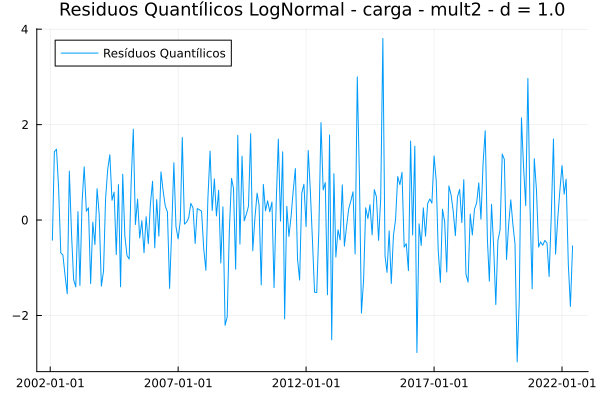 Residuos Quantílicos LogNormal - carga - mult2 - d = 1.0
Resíduos Quantílicos
4
2
0
−2
2002-01-01 2007-01-01 2012-01-01 2017-01-01 2022-01-01